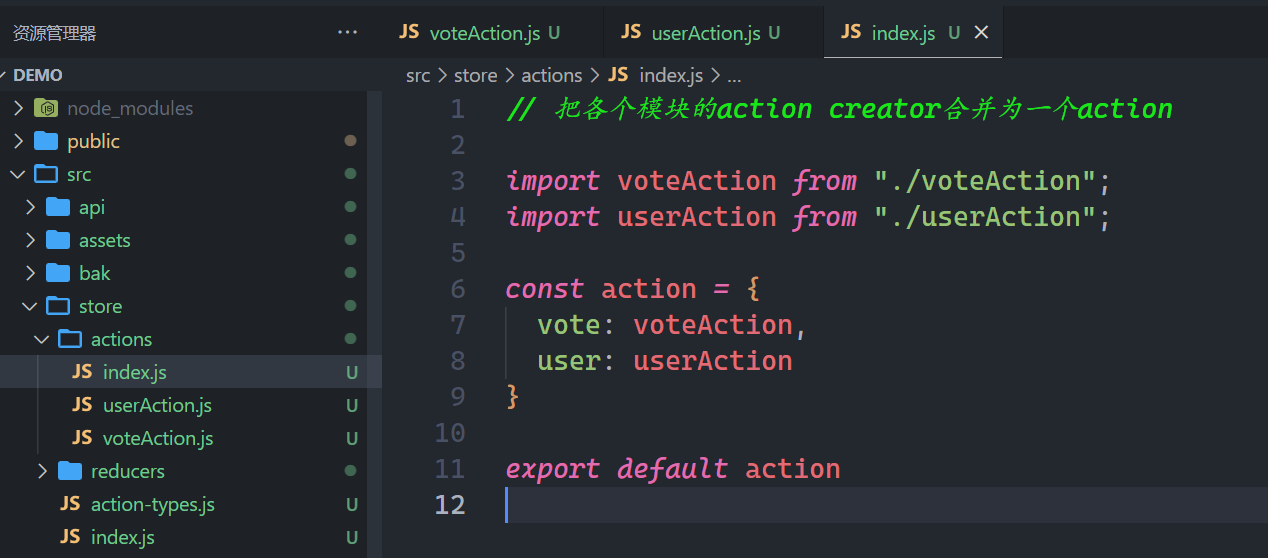 资源管理器 ...
DEMO
node_modules
public
src
api
assets
bak
store
actions
JS index.js U
JS userAction.js U
JS voteAction.js U
reducers
JS action-types.js U
JS index.js U
JS voteAction.js U JS userAction.js U JS index.js U
src > store > actions > JS index.js > ...
1 // 把各个模块的action creator合并为一个action
2
3 import voteAction from "./voteAction";
4 import userAction from "./userAction";
5
6 const action = {
7 vote: voteAction,
8 user: userAction
9 }
10
11 export default action
12